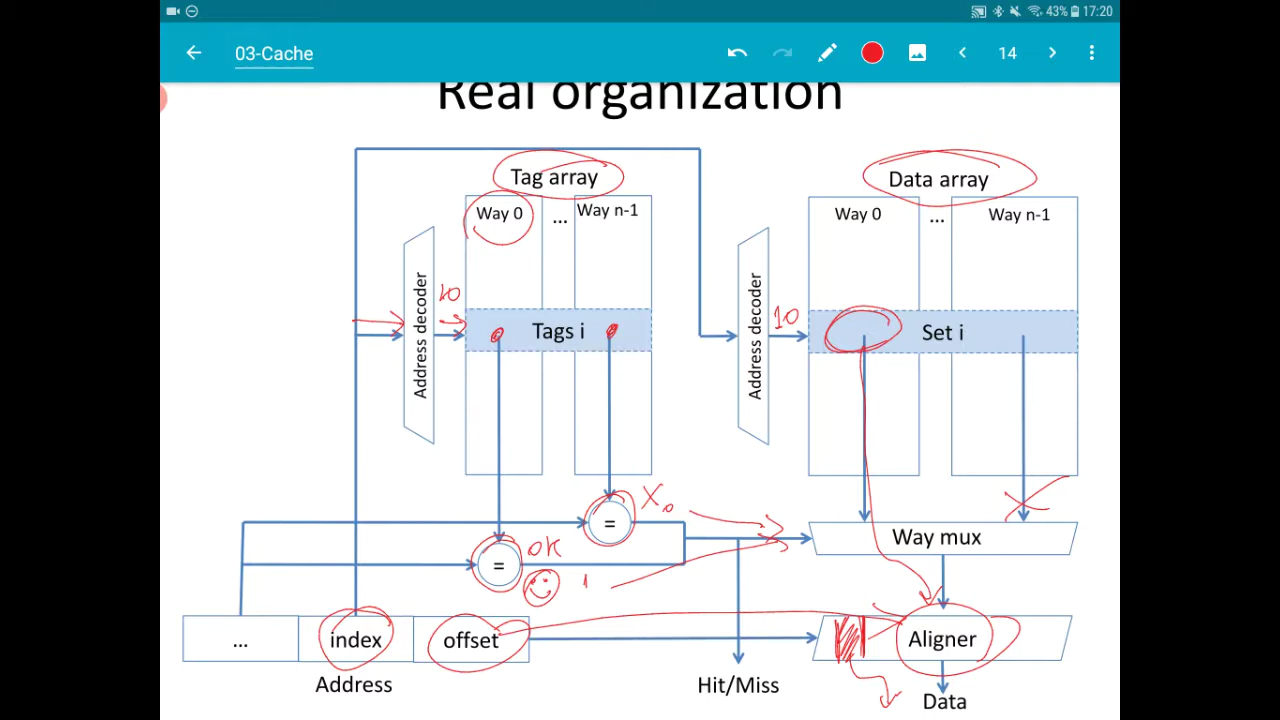 43% 17:20
03-Cache
14
Real organization
Tag array
Data array
Way 0
...
Way n-1
Way 0
...
Way n-1
Address decoder
10
Tags i
Address decoder
10
Set i
=
X 0
=
OK
1
Way mux
...
index
offset
Aligner
Address
Hit/Miss
Data